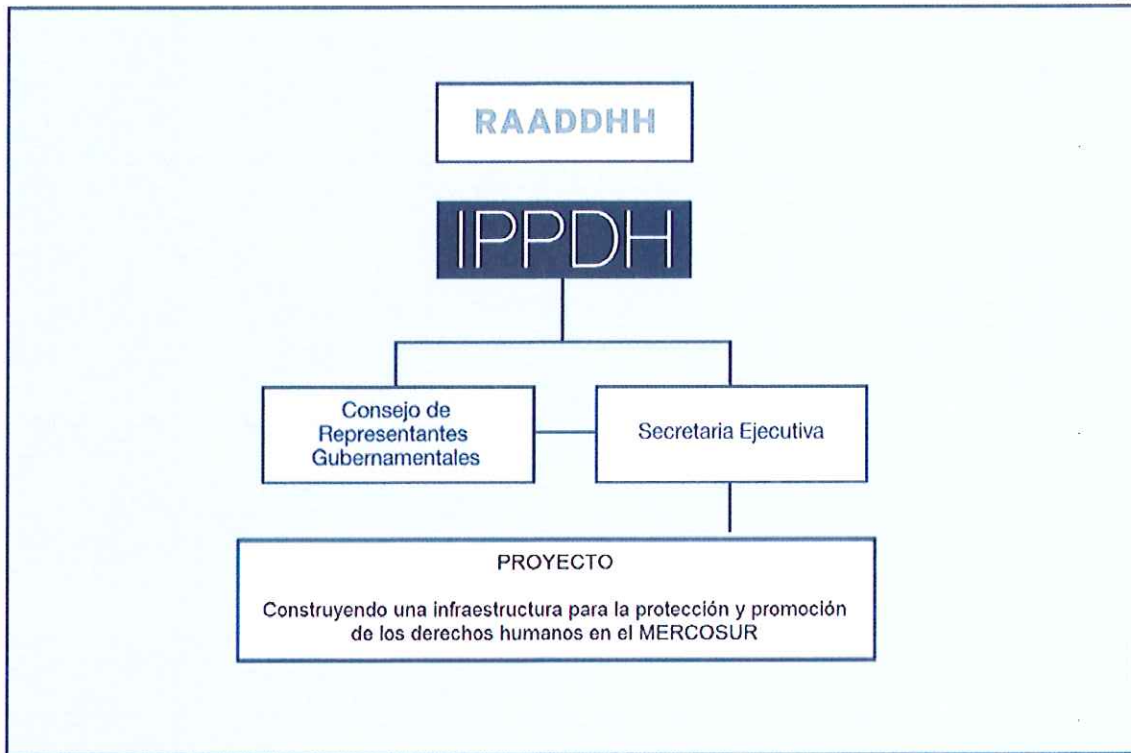 RAADDHH
IPPDH
Consejo de
Representantes
Gubernamentales
Secretaria Ejecutiva
PROYECTO
Construyendo una infraestructura para la protección y promoción
de los derechos humanos en el MERCOSUR